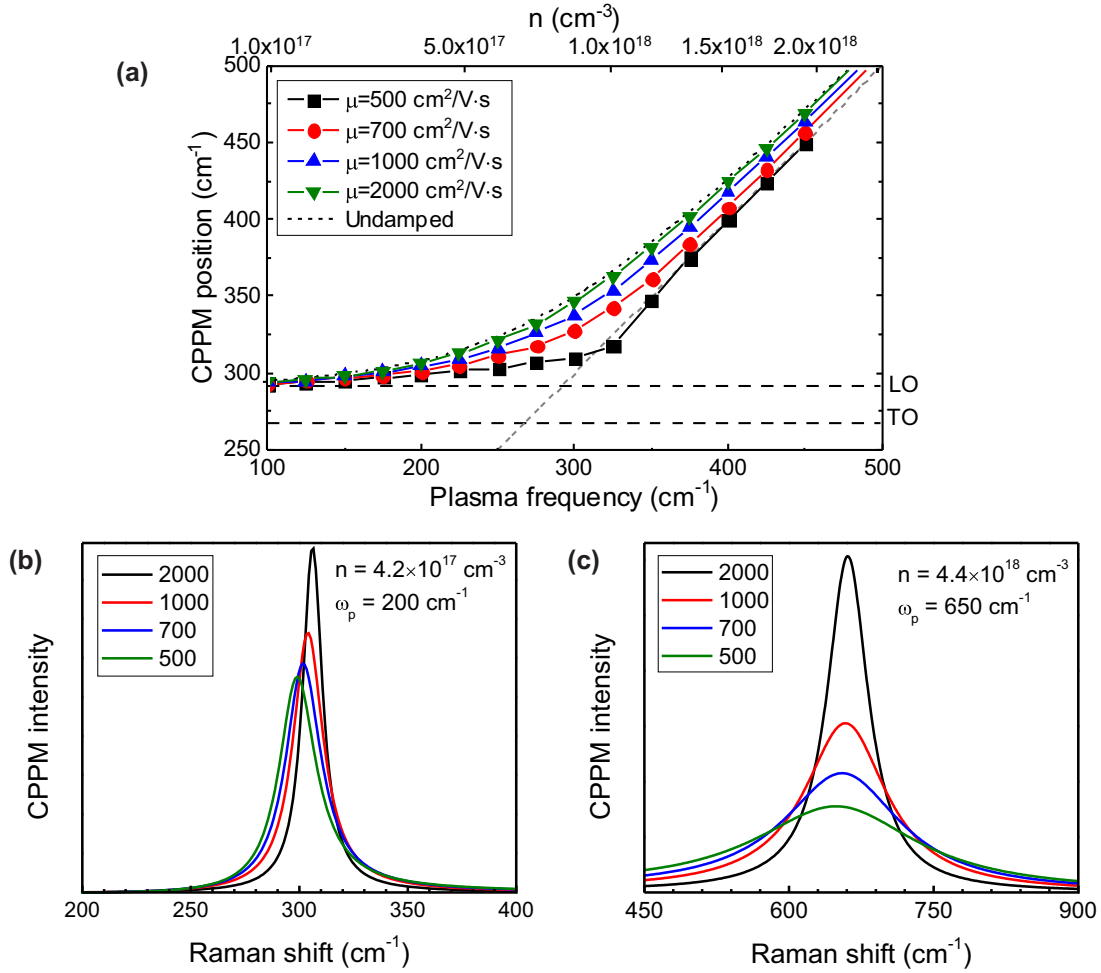 n (cm⁻³)
1.0x10¹⁷ 5.0x10¹⁷ 1.0x10¹⁸ 1.5x10¹⁸ 2.0x10¹⁸
(a)
500
450
400
350
300
250
CPPM position (cm⁻¹)
μ=500 cm²/V·s
μ=700 cm²/V·s
μ=1000 cm²/V·s
μ=2000 cm²/V·s
Undamped
LO
TO
100 200 300 400 500
Plasma frequency (cm⁻¹)
(b)
CPPM intensity
2000
1000
700
500
n = 4.2×10¹⁷ cm⁻³
ωₚ = 200 cm⁻¹
200 300 400
Raman shift (cm⁻¹)
(c)
CPPM intensity
2000
1000
700
500
n = 4.4×10¹⁸ cm⁻³
ωₚ = 650 cm⁻¹
450 600 750 900
Raman shift (cm⁻¹)